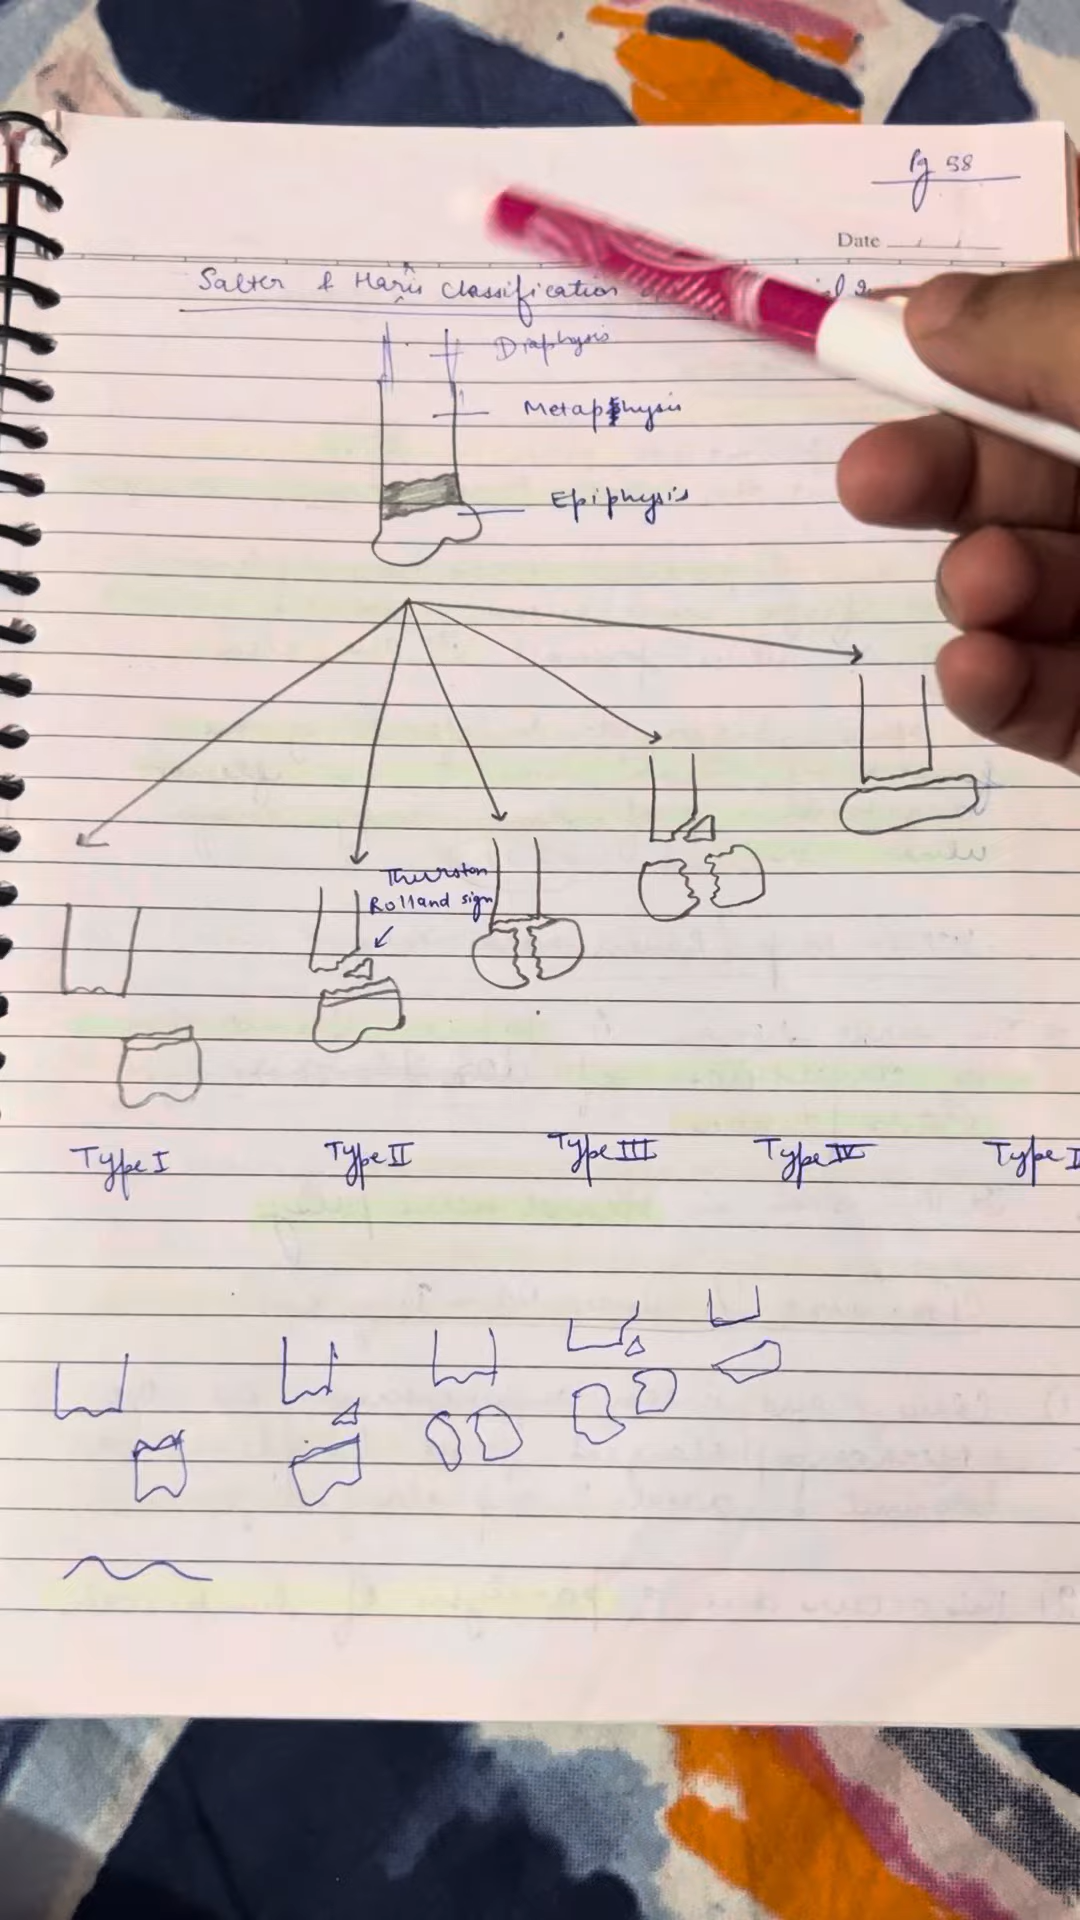 Pg 58
Date
Salter & Haris Classification
Diaphysis
Metaphysis
Epiphysis
Thurston
Rolland sign
Type I
Type II
Type III
Type IV
Type